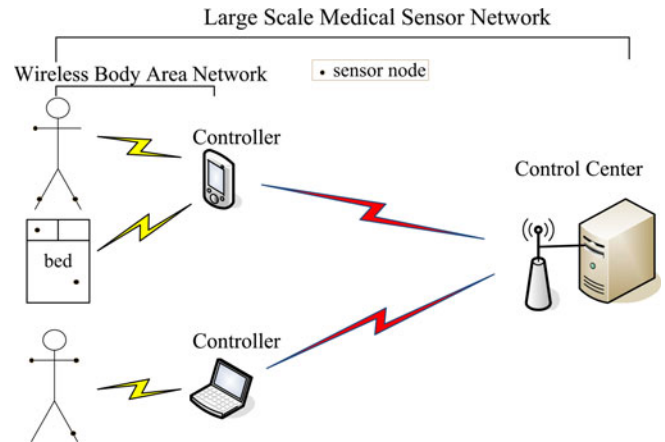 Large Scale Medical Sensor Network
Wireless Body Area Network
sensor node
Controller
Control Center
bed
Controller